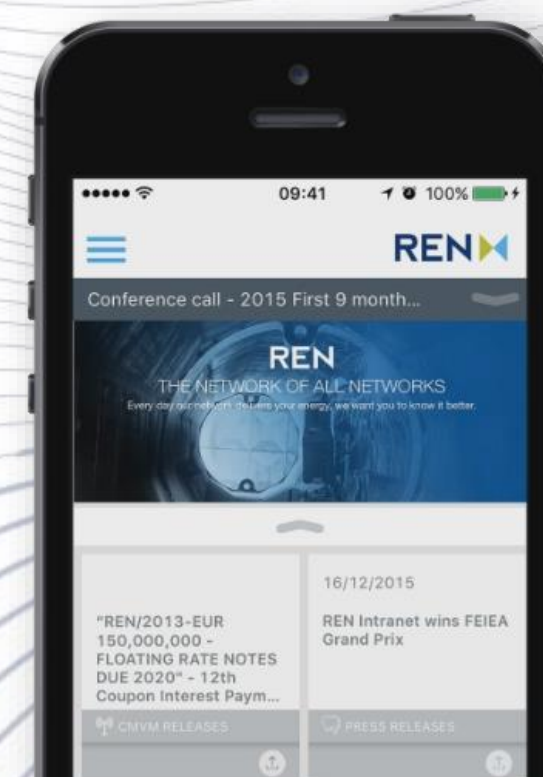 09:41 100%
REN
Conference call - 2015 First 9 month...
REN
THE NETWORK OF ALL NETWORKS
Every day our network delivers your energy, we want you to know it better.
"REN/2013-EUR
150,000,000 -
FLOATING RATE NOTES
DUE 2020" - 12th
Coupon Interest Paym...
CMVM RELEASES
16/12/2015
REN Intranet wins FEIEA
Grand Prix
PRESS RELEASES